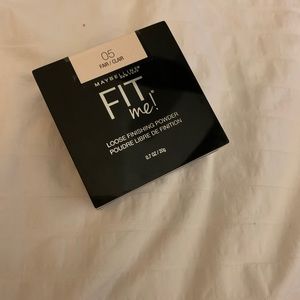 05
FAIR / CLAIR
MAYBELLINE
NEW YORK
FIT
me!
LOOSE FINISHING POWDER
POUDRE LIBRE DE FINITION
0.7 OZ / 20g